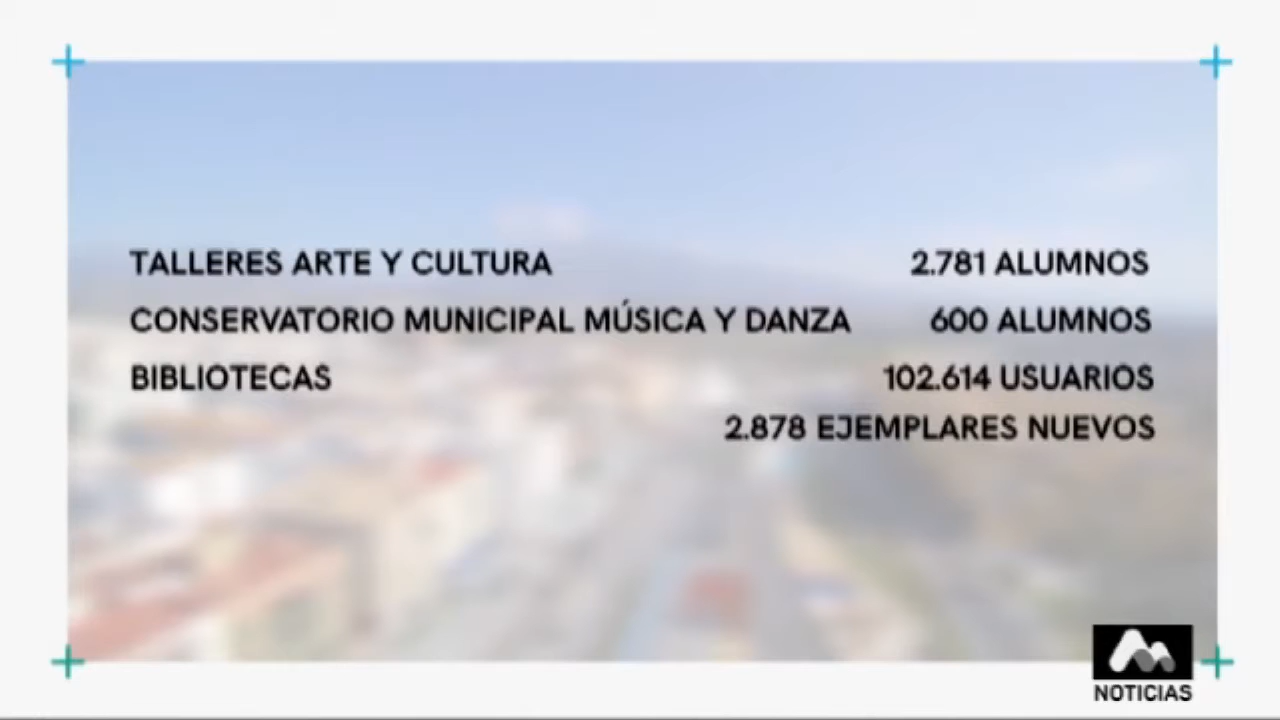 TALLERES ARTE Y CULTURA 2.781 ALUMNOS
CONSERVATORIO MUNICIPAL MÚSICA Y DANZA 600 ALUMNOS
BIBLIOTECAS 102.614 USUARIOS
2.878 EJEMPLARES NUEVOS
NOTICIAS